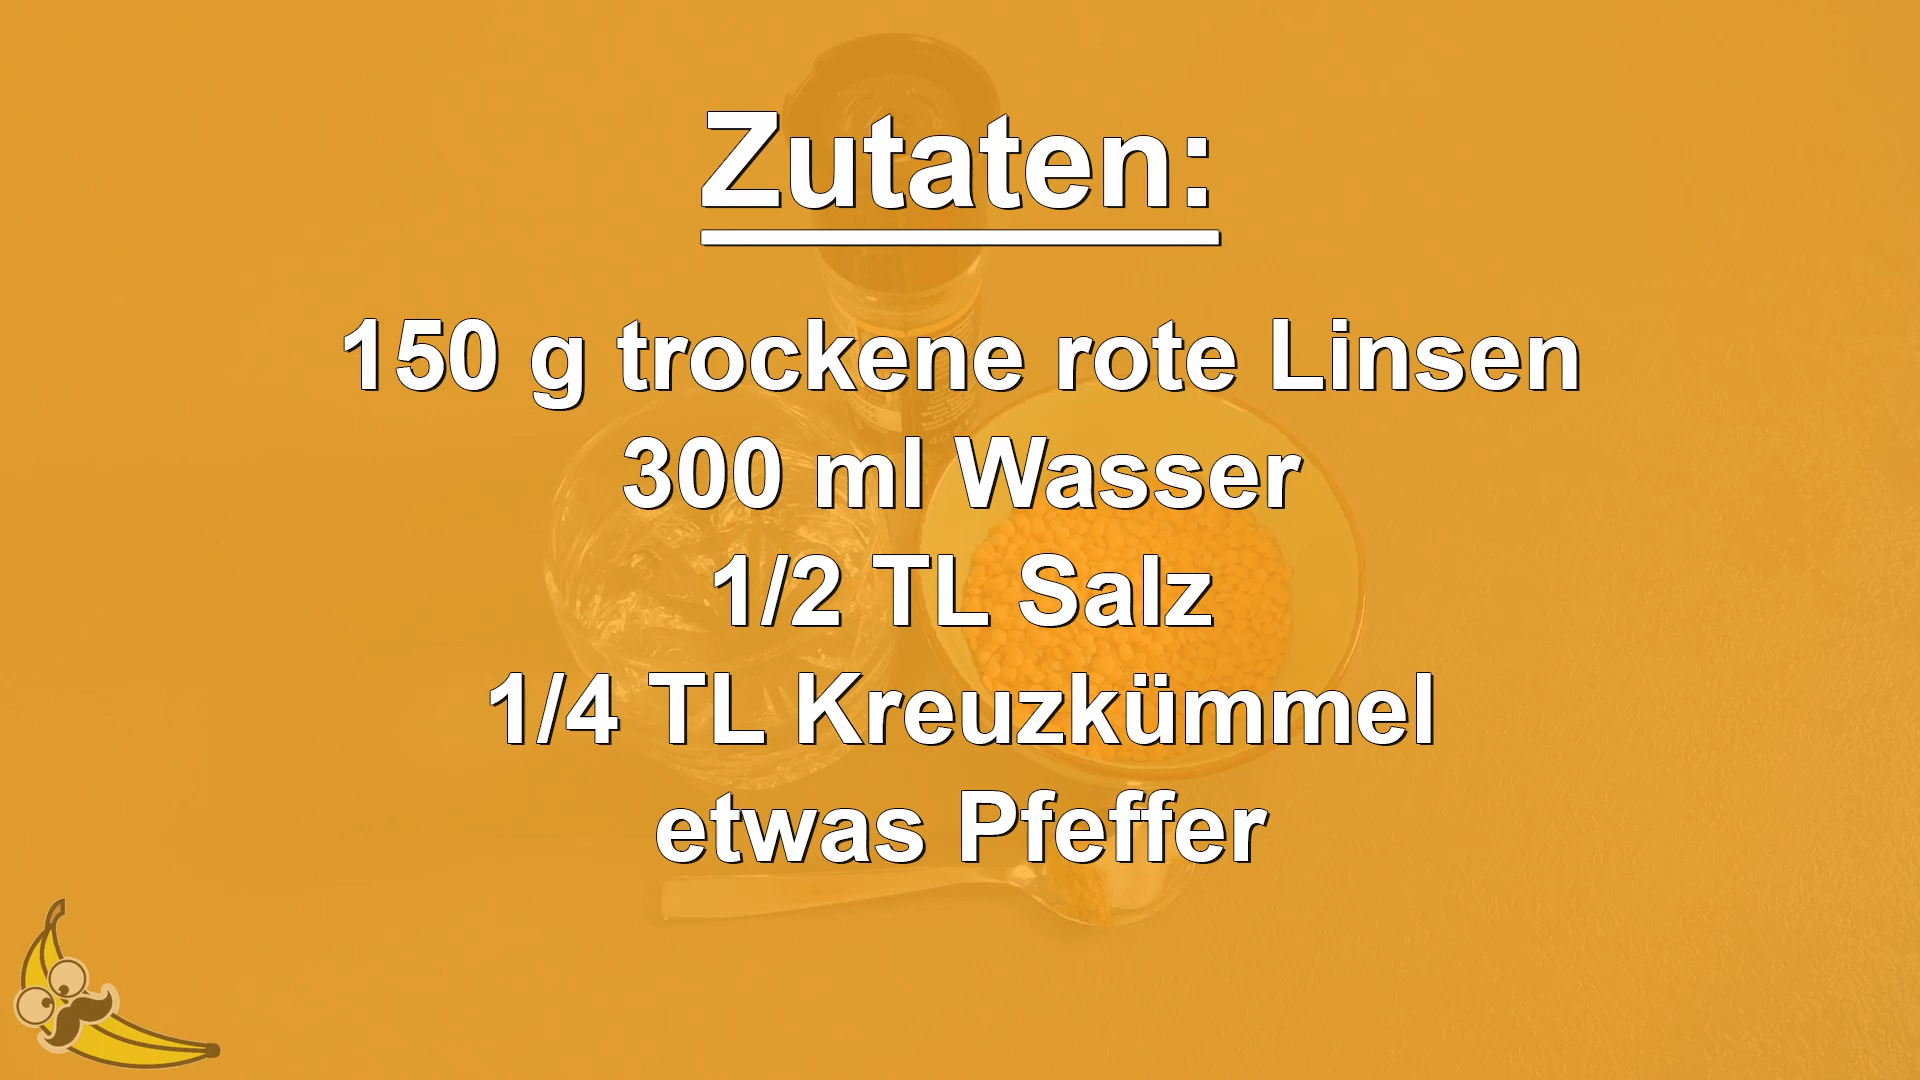 Zutaten:
150 g trockene rote Linsen
300 ml Wasser
1/2 TL Salz
1/4 TL Kreuzkümmel
etwas Pfeffer